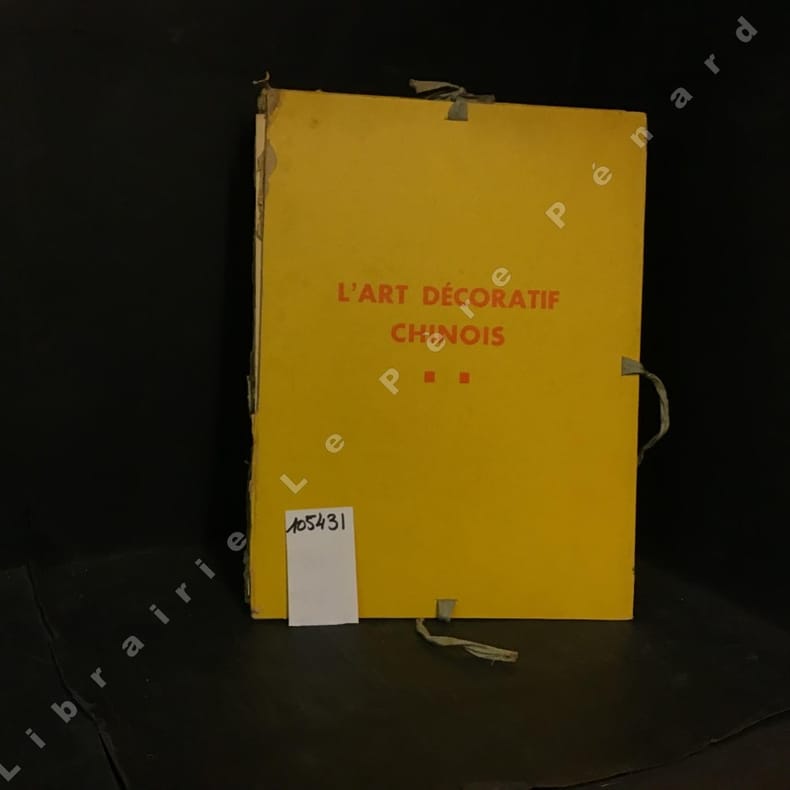 L'ART DÉCORATIF
CHINOIS
105431
Librairie Le Père Pénard